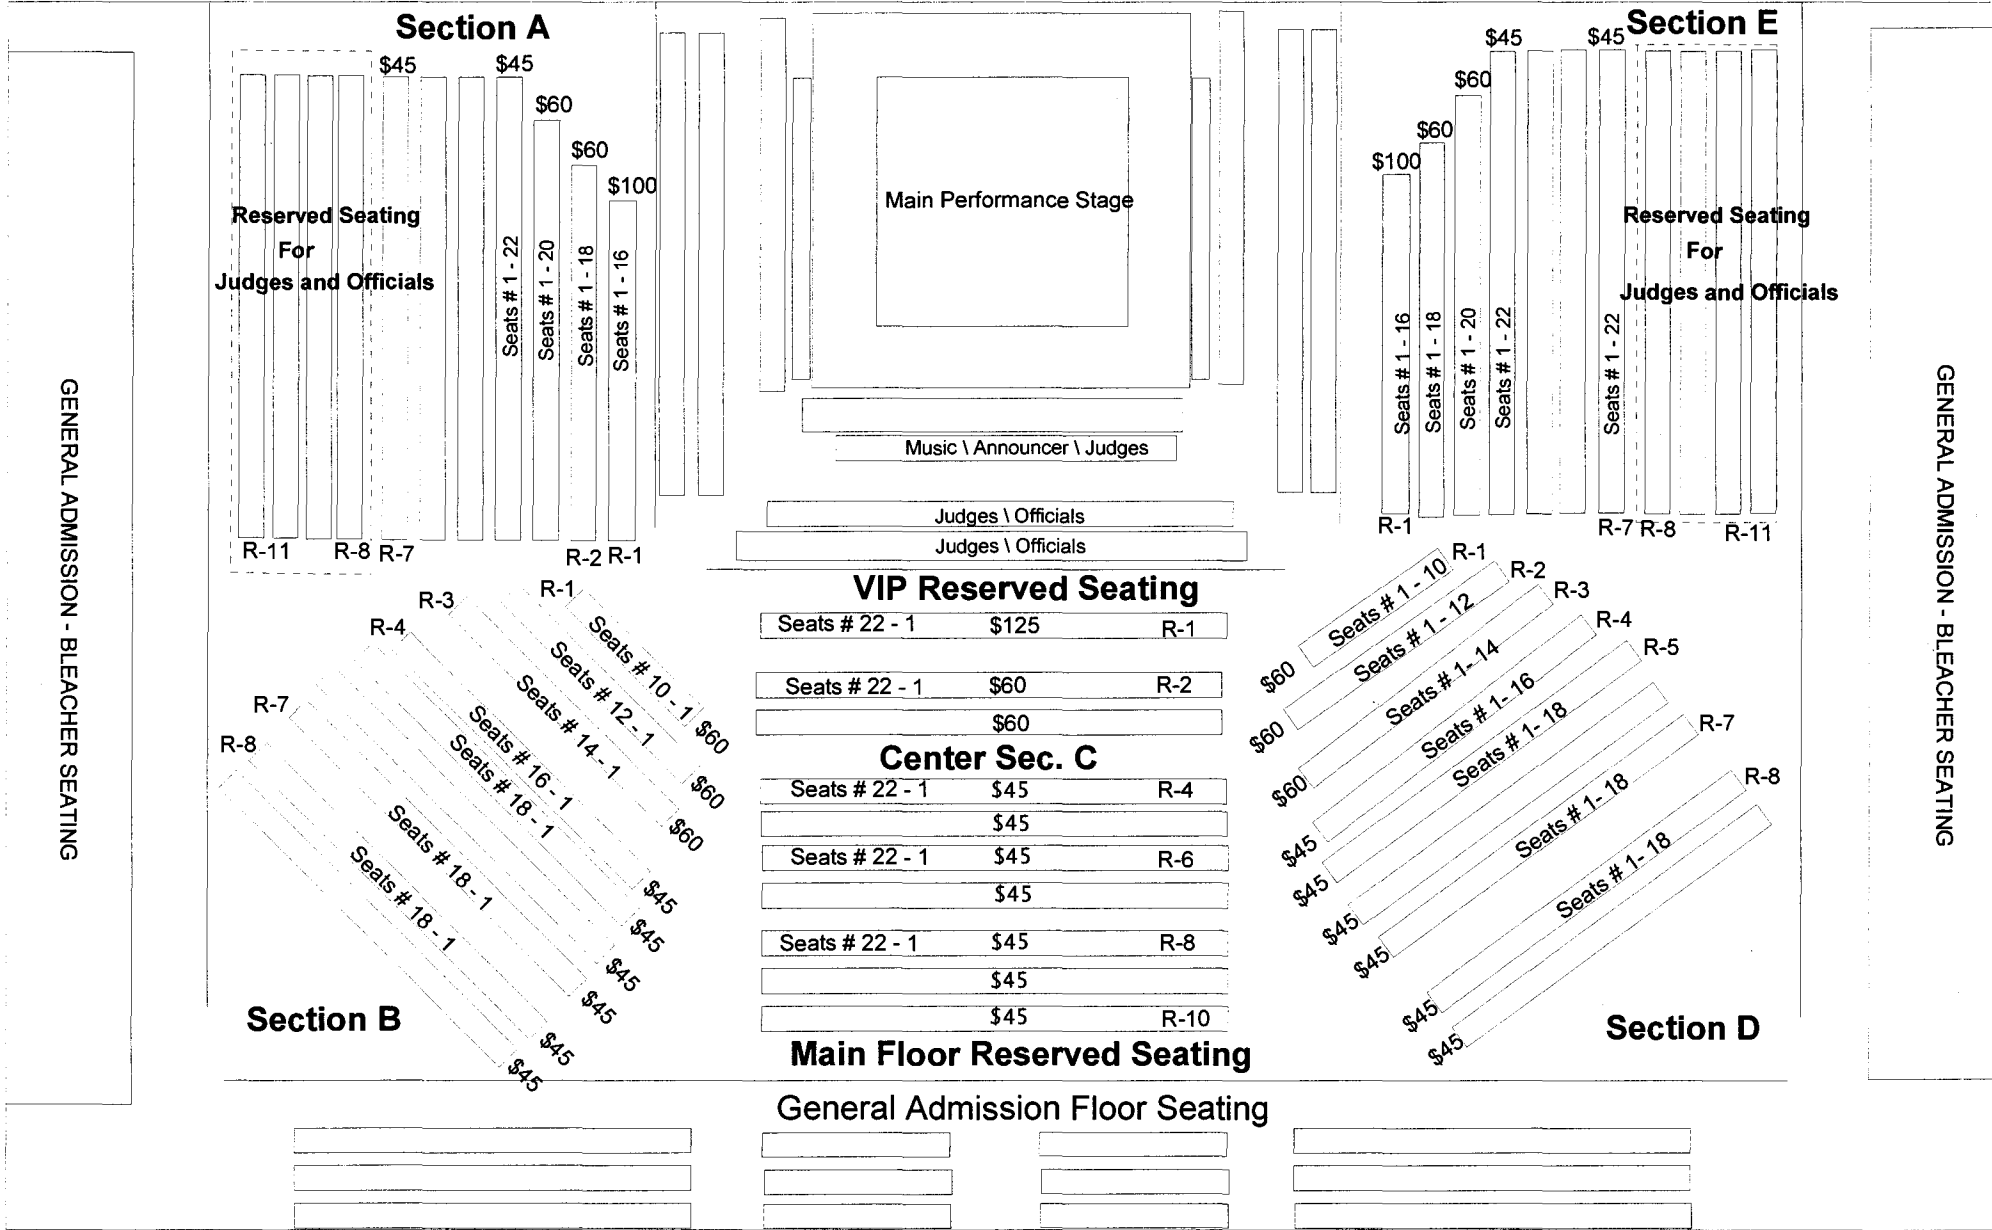 Section A
$45
$45
$60
$60
$100
Reserved Seating
For
Judges and Officials
Seats # 1 - 22
Seats # 1 - 20
Seats # 1 - 18
Seats # 1 - 16
R-11
R-8
R-7
R-2
R-1
Main Performance Stage
Music \ Announcer \ Judges
Judges \ Officials
Judges \ Officials
Section E
$45
$45
$60
$60
$100
Reserved Seating
For
Judges and Officials
Seats # 1 - 16
Seats # 1 - 18
Seats # 1 - 20
Seats # 1 - 22
Seats # 1 - 22
R-1
R-7
R-8
R-11
GENERAL ADMISSION - BLEACHER SEATING
GENERAL ADMISSION - BLEACHER SEATING
R-1
R-3
R-4
R-7
R-8
Seats # 10 - 1
Seats # 12 - 1
Seats # 14 - 1
Seats # 16 - 1
Seats # 18 - 1
Seats # 18 - 1
Seats # 18 - 1
$60
$60
$60
$45
$45
$45
$45
$45
$45
Section B
VIP Reserved Seating
Seats # 22 - 1 $125 R-1
Seats # 22 - 1 $60 R-2
$60
Center Sec. C
Seats # 22 - 1 $45 R-4
$45
Seats # 22 - 1 $45 R-6
$45
Seats # 22 - 1 $45 R-8
$45
$45 R-10
Main Floor Reserved Seating
R-1
R-2
R-3
R-4
R-5
R-7
R-8
Seats # 1 - 10
Seats # 1 - 12
Seats # 1- 14
Seats # 1- 16
Seats # 1- 18
Seats # 1- 18
Seats # 1- 18
$60
$60
$60
$45
$45
$45
$45
$45
$45
Section D
General Admission Floor Seating